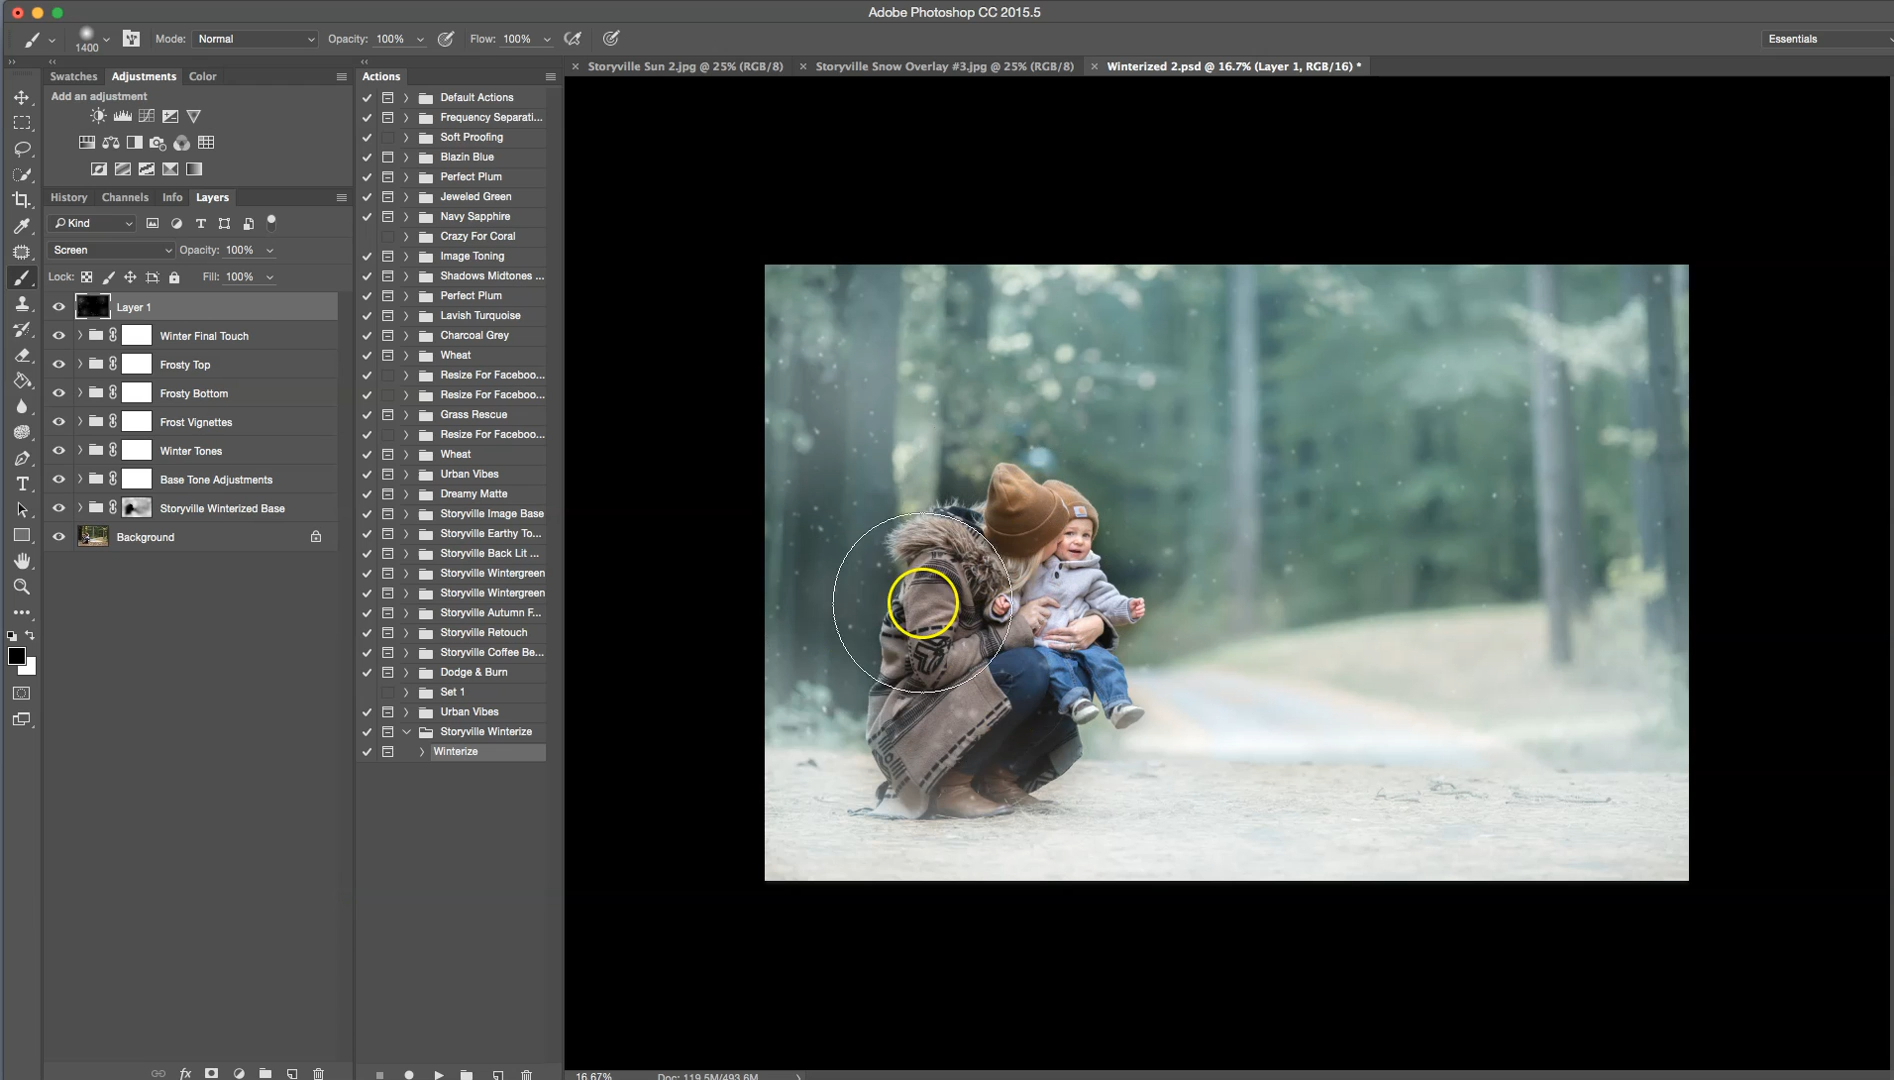 Adobe Photoshop CC 2015.5
1400
Mode: Normal
Opacity: 100%
Flow: 100%
Essentials
Swatches Adjustments Color
Add an adjustment
History Channels Info Layers
Kind
Screen
Opacity: 100%
Lock:
Fill: 100%
Layer 1
Winter Final Touch
Frosty Top
Frosty Bottom
Frost Vignettes
Winter Tones
Base Tone Adjustments
Storyville Winterized Base
Background
fx
Actions
Default Actions
Frequency Separati...
Soft Proofing
Blazin Blue
Perfect Plum
Jeweled Green
Navy Sapphire
Crazy For Coral
Image Toning
Shadows Midtones ...
Perfect Plum
Lavish Turquoise
Charcoal Grey
Wheat
Resize For Faceboo...
Resize For Faceboo...
Grass Rescue
Resize For Faceboo...
Wheat
Urban Vibes
Dreamy Matte
Storyville Image Base
Storyville Earthy To...
Storyville Back Lit ...
Storyville Wintergreen
Storyville Wintergreen
Storyville Autumn F...
Storyville Retouch
Storyville Coffee Be...
Dodge & Burn
Set 1
Urban Vibes
Storyville Winterize
Winterize
Storyville Sun 2.jpg @ 25% (RGB/8)
Storyville Snow Overlay #3.jpg @ 25% (RGB/8)
Winterized 2.psd @ 16.7% (Layer 1, RGB/16) *
16.67%
Doc: 119.5M/493.6M